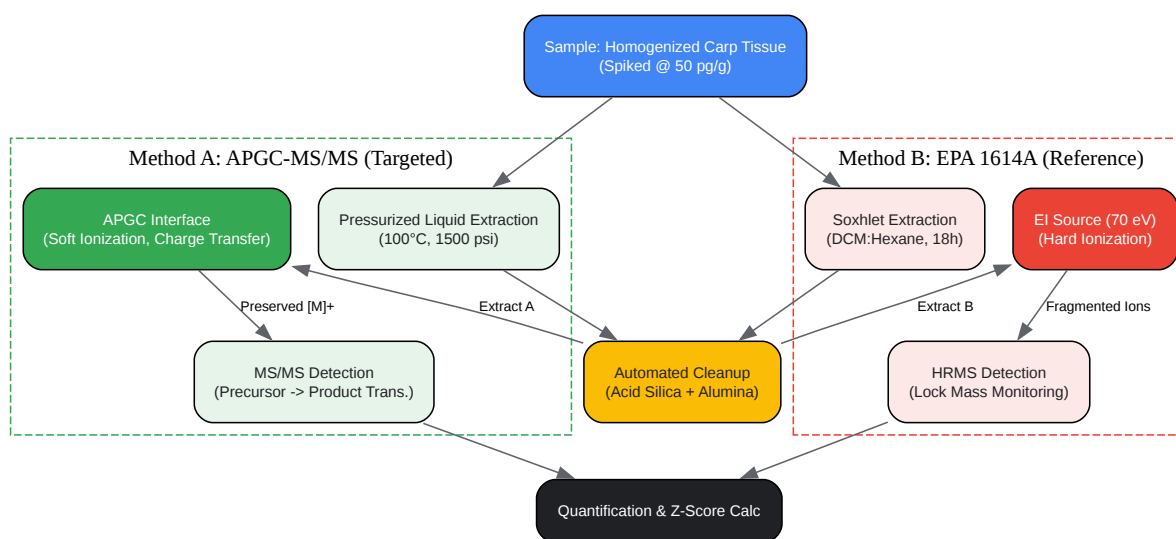 Sample: Homogenized Carp Tissue
(Spiked @ 50 pg/g)
Method A: APGC-MS/MS (Targeted)
Method B: EPA 1614A (Reference)
APGC Interface
(Soft Ionization, Charge Transfer)
Pressurized Liquid Extraction
(100°C, 1500 psi)
Soxhlet Extraction
(DCM:Hexane, 18h)
EI Source (70 eV)
(Hard Ionization)
Preserved [M]+
Extract A
Extract B
Fragmented Ions
MS/MS Detection
(Precursor -> Product Trans.)
Automated Cleanup
(Acid Silica + Alumina)
HRMS Detection
(Lock Mass Monitoring)
Quantification & Z-Score Calc